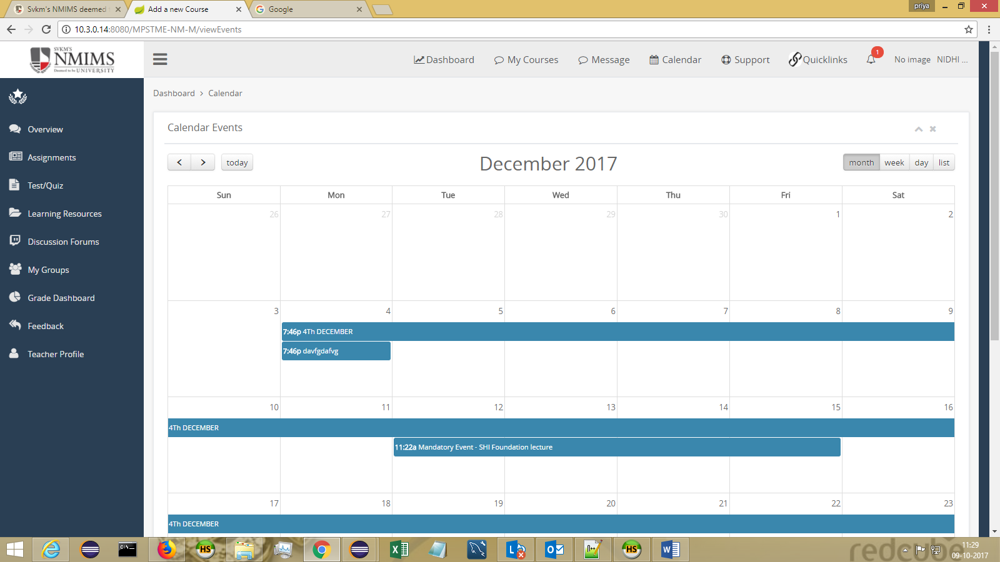 Svkm's NMIMS deemed
Add a new Course
Google
priya
10.3.0.14:8080/MPSTME-NM-M/viewEvents
SVKM'S
NMIMS
Deemed to be UNIVERSITY
Dashboard
My Courses
Message
Calendar
Support
Quicklinks
1
No image
NIDHI ...
Dashboard > Calendar
Overview
Assignments
Test/Quiz
Learning Resources
Discussion Forums
My Groups
Grade Dashboard
Feedback
Teacher Profile
Calendar Events
today
December 2017
month week day list
Sun Mon Tue Wed Thu Fri Sat
26 27 28 29 30 1 2
3 4 5 6 7 8 9
7:46p 4Th DECEMBER
7:46p davfgdafvg
10 11 12 13 14 15 16
4Th DECEMBER
11:22a Mandatory Event - SHI Foundation lecture
17 18 19 20 21 22 23
4Th DECEMBER
redcube
11:29
09-10-2017